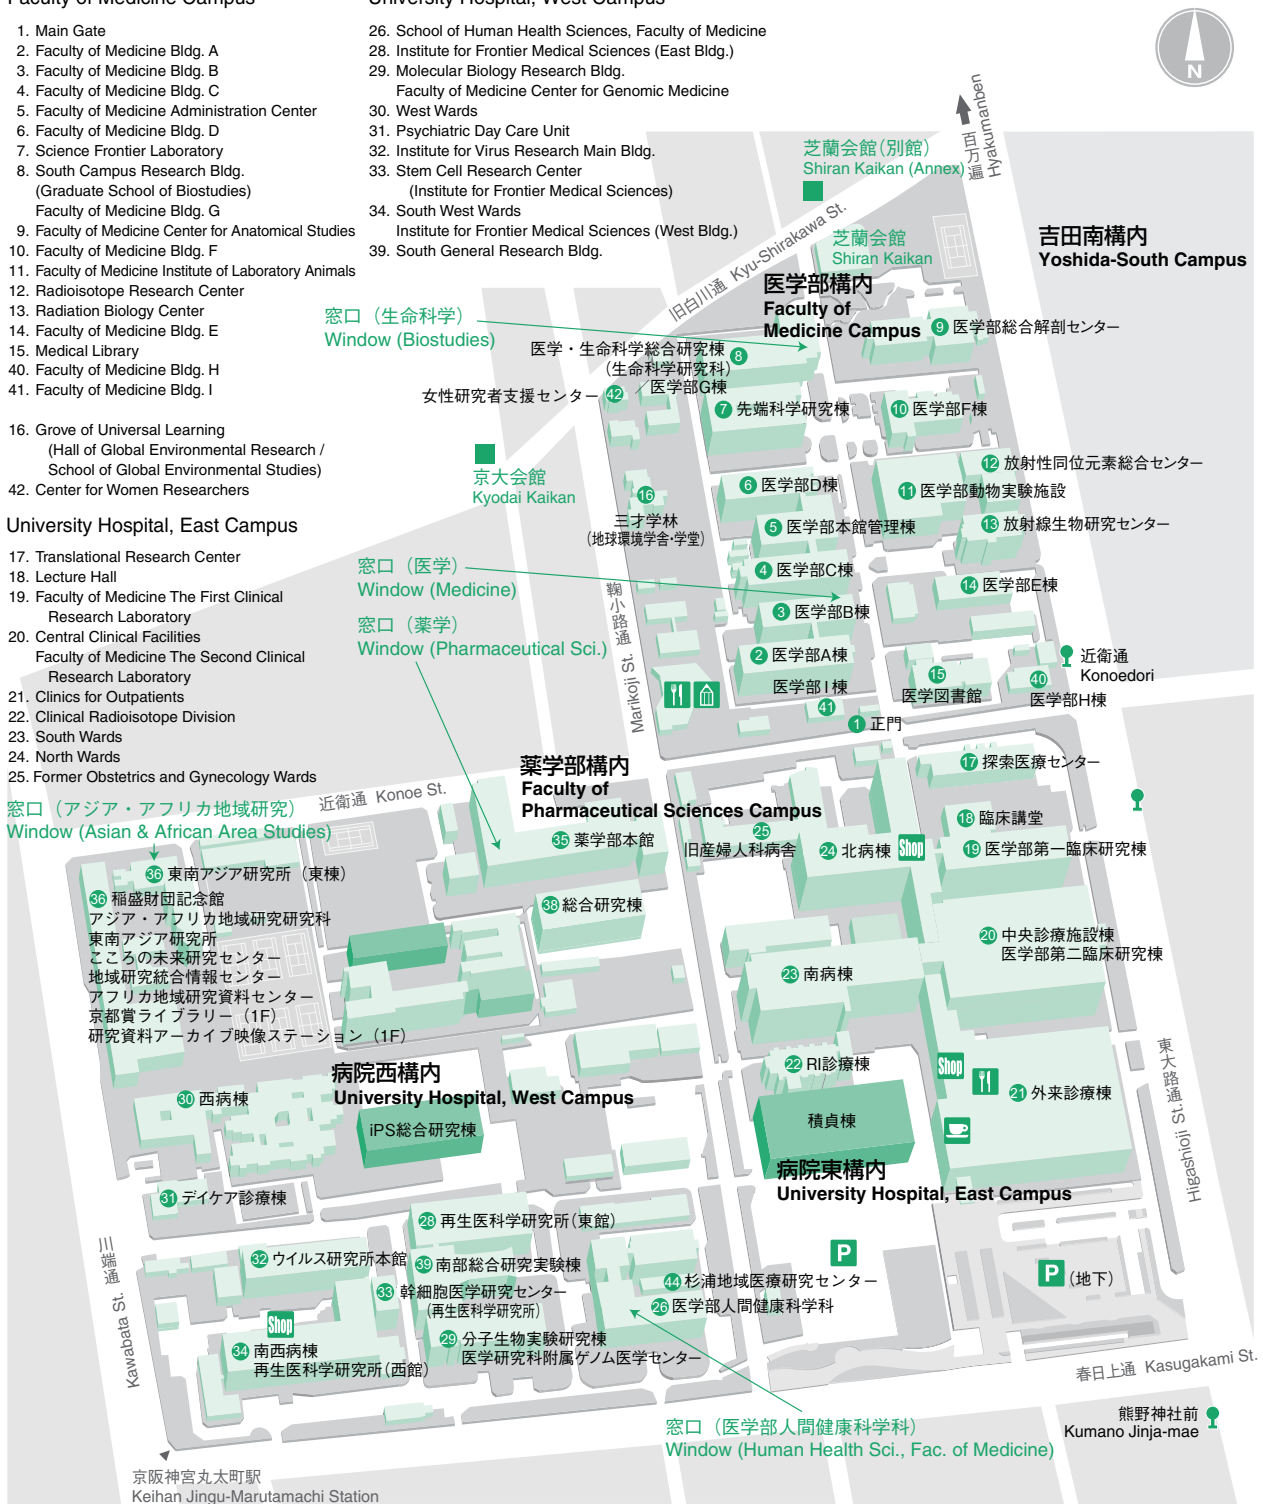 Faculty of Medicine Campus
1. Main Gate
2. Faculty of Medicine Bldg. A
3. Faculty of Medicine Bldg. B
4. Faculty of Medicine Bldg. C
5. Faculty of Medicine Administration Center
6. Faculty of Medicine Bldg. D
7. Science Frontier Laboratory
8. South Campus Research Bldg.
(Graduate School of Biostudies)
Faculty of Medicine Bldg. G
9. Faculty of Medicine Center for Anatomical Studies
10. Faculty of Medicine Bldg. F
11. Faculty of Medicine Institute of Laboratory Animals
12. Radioisotope Research Center
13. Radiation Biology Center
14. Faculty of Medicine Bldg. E
15. Medical Library
40. Faculty of Medicine Bldg. H
41. Faculty of Medicine Bldg. I
16. Grove of Universal Learning
(Hall of Global Environmental Research /
School of Global Environmental Studies)
42. Center for Women Researchers
University Hospital, East Campus
17. Translational Research Center
18. Lecture Hall
19. Faculty of Medicine The First Clinical
Research Laboratory
20. Central Clinical Facilities
Faculty of Medicine The Second Clinical
Research Laboratory
21. Clinics for Outpatients
22. Clinical Radioisotope Division
23. South Wards
24. North Wards
25. Former Obstetrics and Gynecology Wards
University Hospital, West Campus
26. School of Human Health Sciences, Faculty of Medicine
28. Institute for Frontier Medical Sciences (East Bldg.)
29. Molecular Biology Research Bldg.
Faculty of Medicine Center for Genomic Medicine
30. West Wards
31. Psychiatric Day Care Unit
32. Institute for Virus Research Main Bldg.
33. Stem Cell Research Center
(Institute for Frontier Medical Sciences)
34. South West Wards
Institute for Frontier Medical Sciences (West Bldg.)
39. South General Research Bldg.
N
百万遍
Hyakumanben
芝蘭会館(別館)
Shiran Kaikan (Annex)
旧白川通 Kyu-Shirakawa St.
芝蘭会館
Shiran Kaikan
吉田南構内
Yoshida-South Campus
医学部構内
Faculty of
Medicine Campus
窓口（生命科学）
Window (Biostudies)
9 医学部総合解剖センター
医学・生命科学総合研究棟
8
(生命科学研究科)
医学部G棟
女性研究者支援センター 42
7 先端科学研究棟
10 医学部F棟
京大会館
Kyodai Kaikan
12 放射性同位元素総合センター
6 医学部D棟
11 医学部動物実験施設
16
三才学林
(地球環境学舎・学堂)
5 医学部本館管理棟
13 放射線生物研究センター
窓口（医学）
Window (Medicine)
4 医学部C棟
14 医学部E棟
3 医学部B棟
鞠小路通
Marikoji St.
窓口（薬学）
Window (Pharmaceutical Sci.)
2 医学部A棟
近衛通
Konoedori
15
医学図書館
40
医学部H棟
医学部I棟
41
1 正門
薬学部構内
Faculty of
Pharmaceutical Sciences Campus
近衛通 Konoe St.
17 探索医療センター
窓口（アジア・アフリカ地域研究）
Window (Asian & African Area Studies)
18 臨床講堂
35 薬学部本館
25
旧産婦人科病舎
24 北病棟
Shop
19 医学部第一臨床研究棟
36 東南アジア研究所（東棟）
36 稲盛財団記念館
アジア・アフリカ地域研究研究科
東南アジア研究所
こころの未来研究センター
地域研究統合情報センター
アフリカ地域研究資料センター
京都賞ライブラリー（1F）
研究資料アーカイブ映像ステーション（1F）
38 総合研究棟
20 中央診療施設棟
医学部第二臨床研究棟
23 南病棟
22 RI診療棟
Shop
21 外来診療棟
東大路通
Higashioji St.
病院西構内
University Hospital, West Campus
30 西病棟
iPS総合研究棟
積貞棟
病院東構内
University Hospital, East Campus
31 デイケア診療棟
28 再生医科学研究所(東館)
川端通
Kawabata St.
32 ウイルス研究所本館
39 南部総合研究実験棟
P
P (地下)
44 杉浦地域医療研究センター
33 幹細胞医学研究センター
(再生医科学研究所)
26 医学部人間健康科学科
Shop
34 南西病棟
再生医科学研究所(西館)
29 分子生物実験研究棟
医学研究科附属ゲノム医学センター
春日上通 Kasugakami St.
熊野神社前
Kumano Jinja-mae
窓口（医学部人間健康科学科）
Window (Human Health Sci., Fac. of Medicine)
京阪神宮丸太町駅
Keihan Jingu-Marutamachi Station